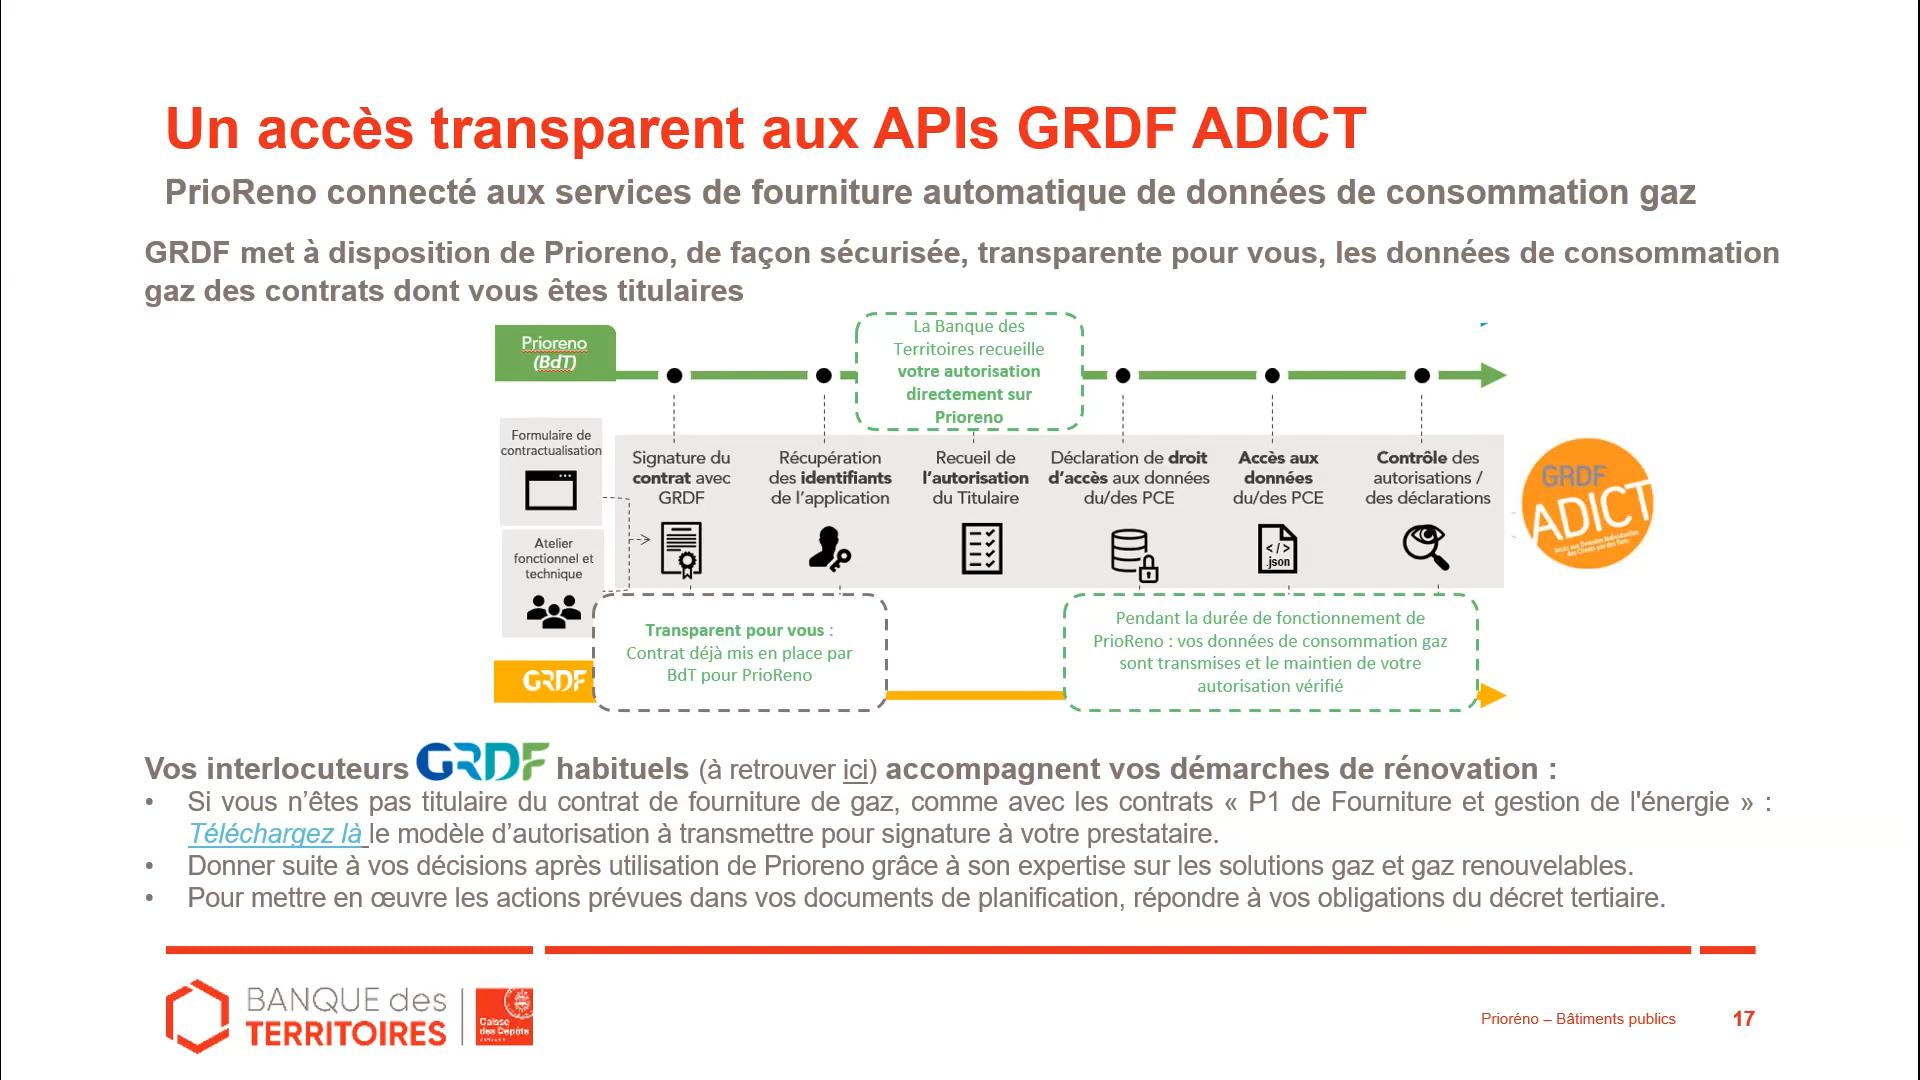 Un accès transparent aux APIs GRDF ADICT
PrioReno connecté aux services de fourniture automatique de données de consommation gaz
GRDF met à disposition de Prioreno, de façon sécurisée, transparente pour vous, les données de consommation
gaz des contrats dont vous êtes titulaires
Prioreno
(BdT)
La Banque des
Territoires recueille
votre autorisation
directement sur
Prioreno
Formulaire de
contractualisation
Atelier
fonctionnel et
technique
Signature du
contrat avec
GRDF
Récupération
des identifiants
de l'application
Recueil de
l'autorisation
du Titulaire
Déclaration de droit
d'accès aux données
du/des PCE
Accès aux
données
du/des PCE
</>
.json
Contrôle des
autorisations /
des déclarations
GRDF
ADICT
Accès aux Données Individuelles
des Clients par des Tiers
GRDF
Transparent pour vous :
Contrat déjà mis en place par
BdT pour PrioReno
Pendant la durée de fonctionnement de
PrioReno : vos données de consommation gaz
sont transmises et le maintien de votre
autorisation vérifié
Vos interlocuteurs GRDF habituels (à retrouver ici) accompagnent vos démarches de rénovation :
• Si vous n’êtes pas titulaire du contrat de fourniture de gaz, comme avec les contrats « P1 de Fourniture et gestion de l'énergie » :
Téléchargez là le modèle d’autorisation à transmettre pour signature à votre prestataire.
• Donner suite à vos décisions après utilisation de Prioreno grâce à son expertise sur les solutions gaz et gaz renouvelables.
• Pour mettre en œuvre les actions prévues dans vos documents de planification, répondre à vos obligations du décret tertiaire.
BANQUE des
TERRITOIRES
Caisse
des Dépôts
Prioréno – Bâtiments publics
17